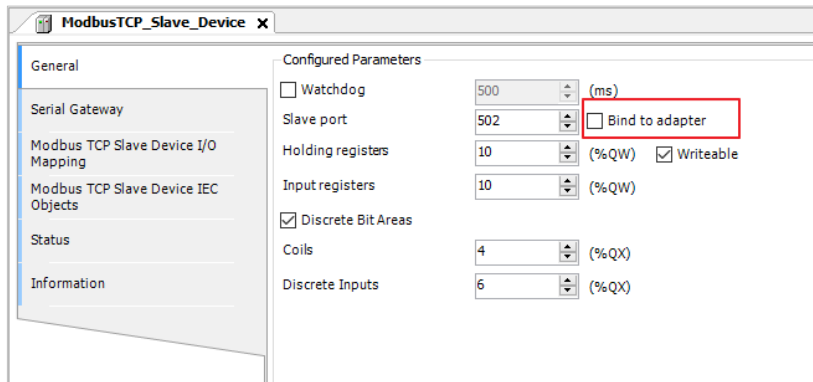 ModbusTCP_Slave_Device X
General
Serial Gateway
Modbus TCP Slave Device I/O
Mapping
Modbus TCP Slave Device IEC
Objects
Status
Information
Configured Parameters
Watchdog 500 (ms)
Slave port 502 Bind to adapter
Holding registers 10 (%QW) Writeable
Input registers 10 (%QW)
Discrete Bit Areas
Coils 4 (%QX)
Discrete Inputs 6 (%QX)